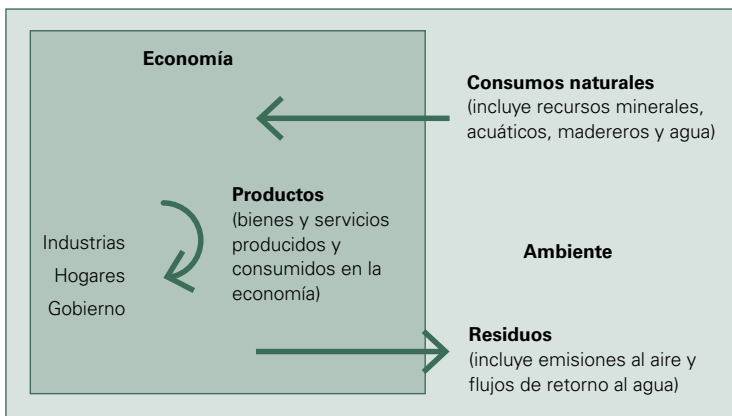 Economía
Consumos naturales
(incluye recursos minerales,
acuáticos, madereros y agua)
Productos
(bienes y servicios
producidos y
consumidos en la
economía)
Industrias
Hogares
Gobierno
Ambiente
Residuos
(incluye emisiones al aire y
flujos de retorno al agua)